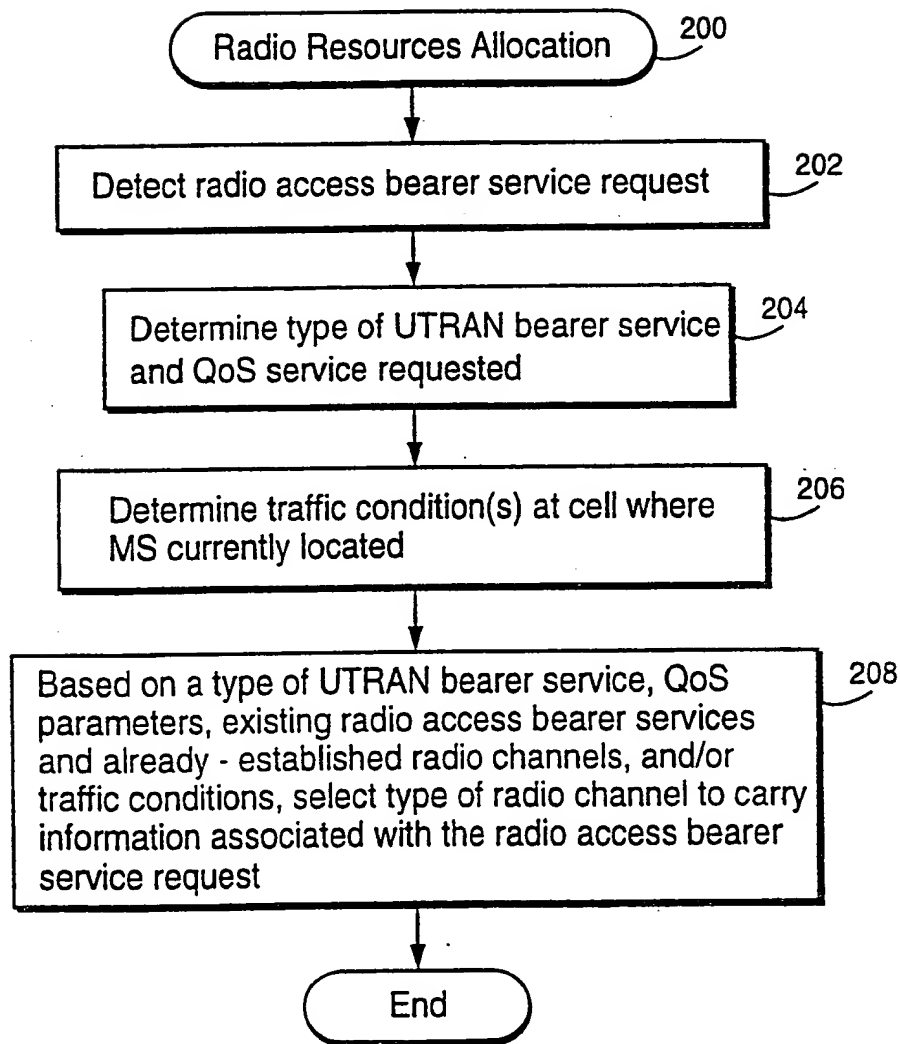 Radio Resources Allocation
200
Detect radio access bearer service request
202
Determine type of UTRAN bearer service
and QoS service requested
204
Determine traffic condition(s) at cell where
MS currently located
206
Based on a type of UTRAN bearer service, QoS
parameters, existing radio access bearer services
and already - established radio channels, and/or
traffic conditions, select type of radio channel to carry
information associated with the radio access bearer
service request
208
End